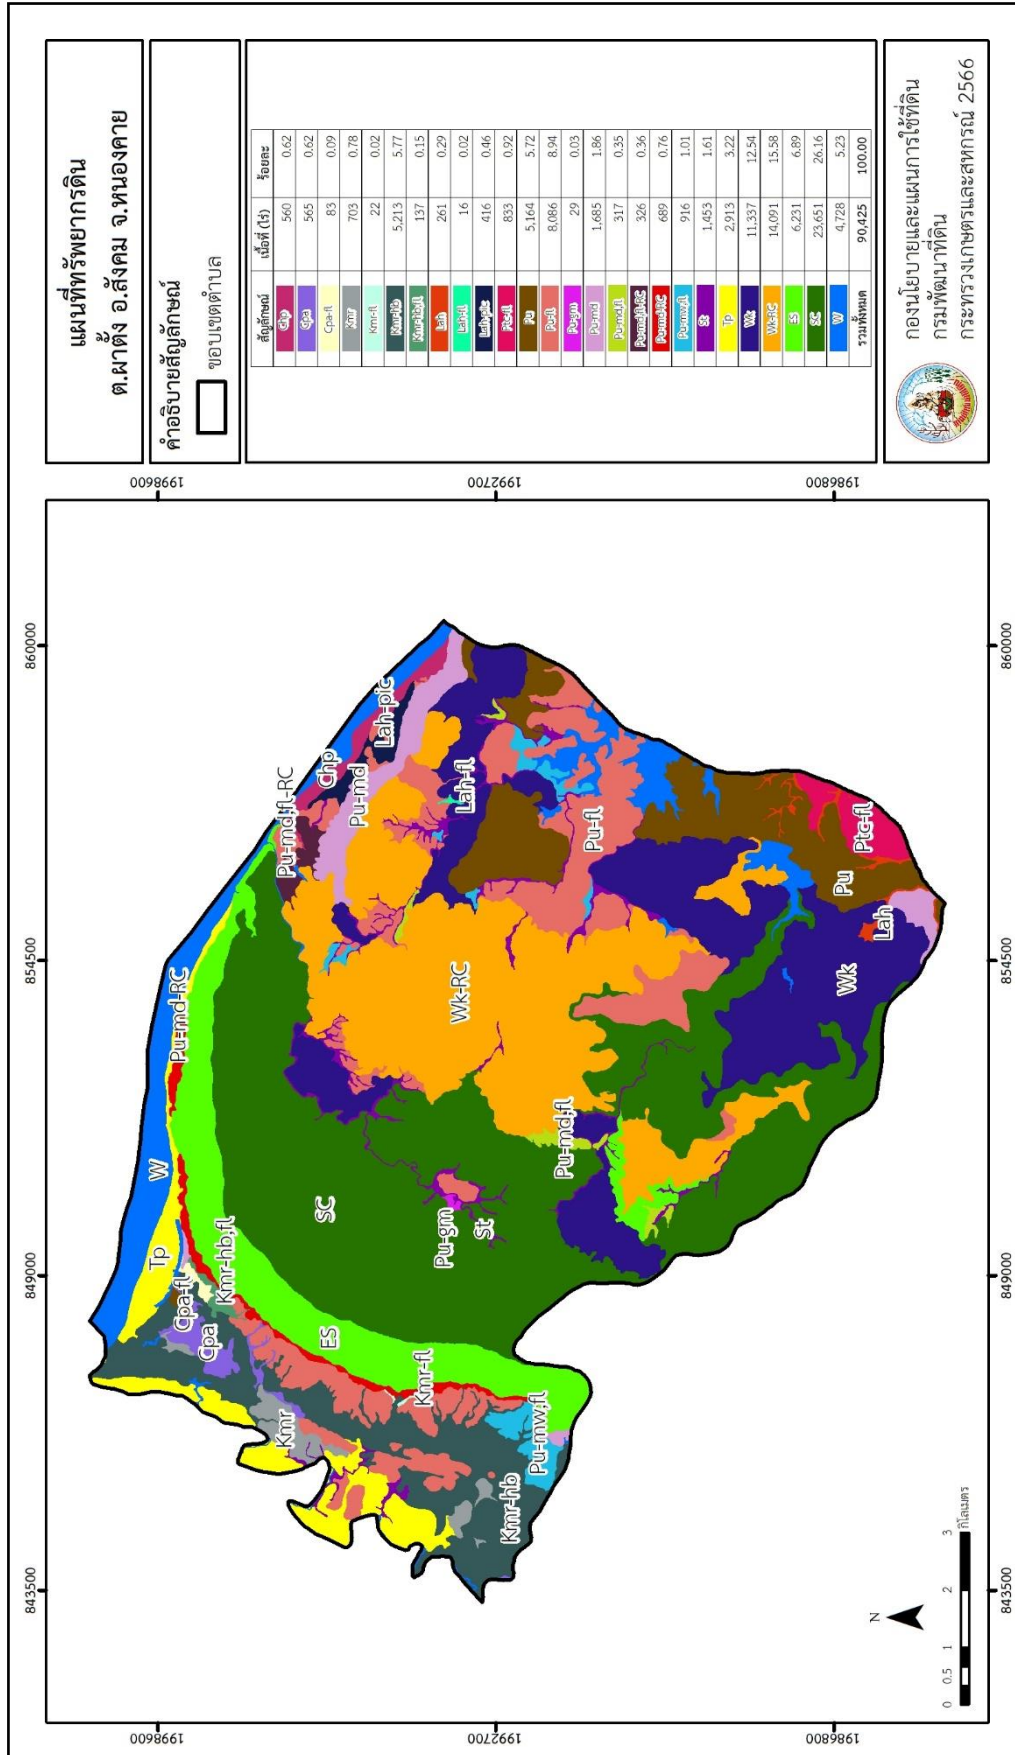 แผนที่ทรัพยากรดิน
ต.ผาตั้ง อ.สังคม จ.หนองคาย
คำอธิบายสัญลักษณ์
ขอบเขตตำบล
สัญลักษณ์ เนื้อที่ (ไร่) ร้อยละ
Chp 560 0.62
Cpa 565 0.62
Cpa-fl 83 0.09
Kmr 703 0.78
Kmr-fl 22 0.02
Kmr-hb 5,213 5.77
Kmr-hb,fl 137 0.15
Lah 261 0.29
Lah-fl 16 0.02
Lah-pic 416 0.46
Ptc-fl 833 0.92
Pu 5,164 5.72
Pu-fl 8,086 8.94
Pu-gm 29 0.03
Pu-md 1,685 1.86
Pu-md,fl 317 0.35
Pu-md,fl-RC 326 0.36
Pu-md-RC 689 0.76
Pu-mw,fl 916 1.01
St 1,453 1.61
Tp 2,913 3.22
Wk 11,337 12.54
Wk-RC 14,091 15.58
ES 6,231 6.89
SC 23,651 26.16
W 4,728 5.23
รวมทั้งหมด 90,425 100.00
กองนโยบายและแผนการใช้ที่ดิน
กรมพัฒนาที่ดิน
กระทรวงเกษตรและสหกรณ์ 2566
843500 849000 854500 860000
1998600 1998600
1992700 1992700
1986800 1986800
843500 849000 854500 860000
W
Tp
Pu-md-RC
Cpa-fl
Cpa
Kmr-hb,fl
Pu-md,fl-RC
Chp
Kmr
SC
ES
Pu-md
Lah-pic
Kmr-fl
Pu-gm
St
Wk-RC
Lah-fl
Kmr-hb
Pu-mw,fl
Pu-md,fl
Pu-fl
Wk
Pu
Lah
Ptc-fl
N
0 0.5 1 2 3
กิโลเมตร